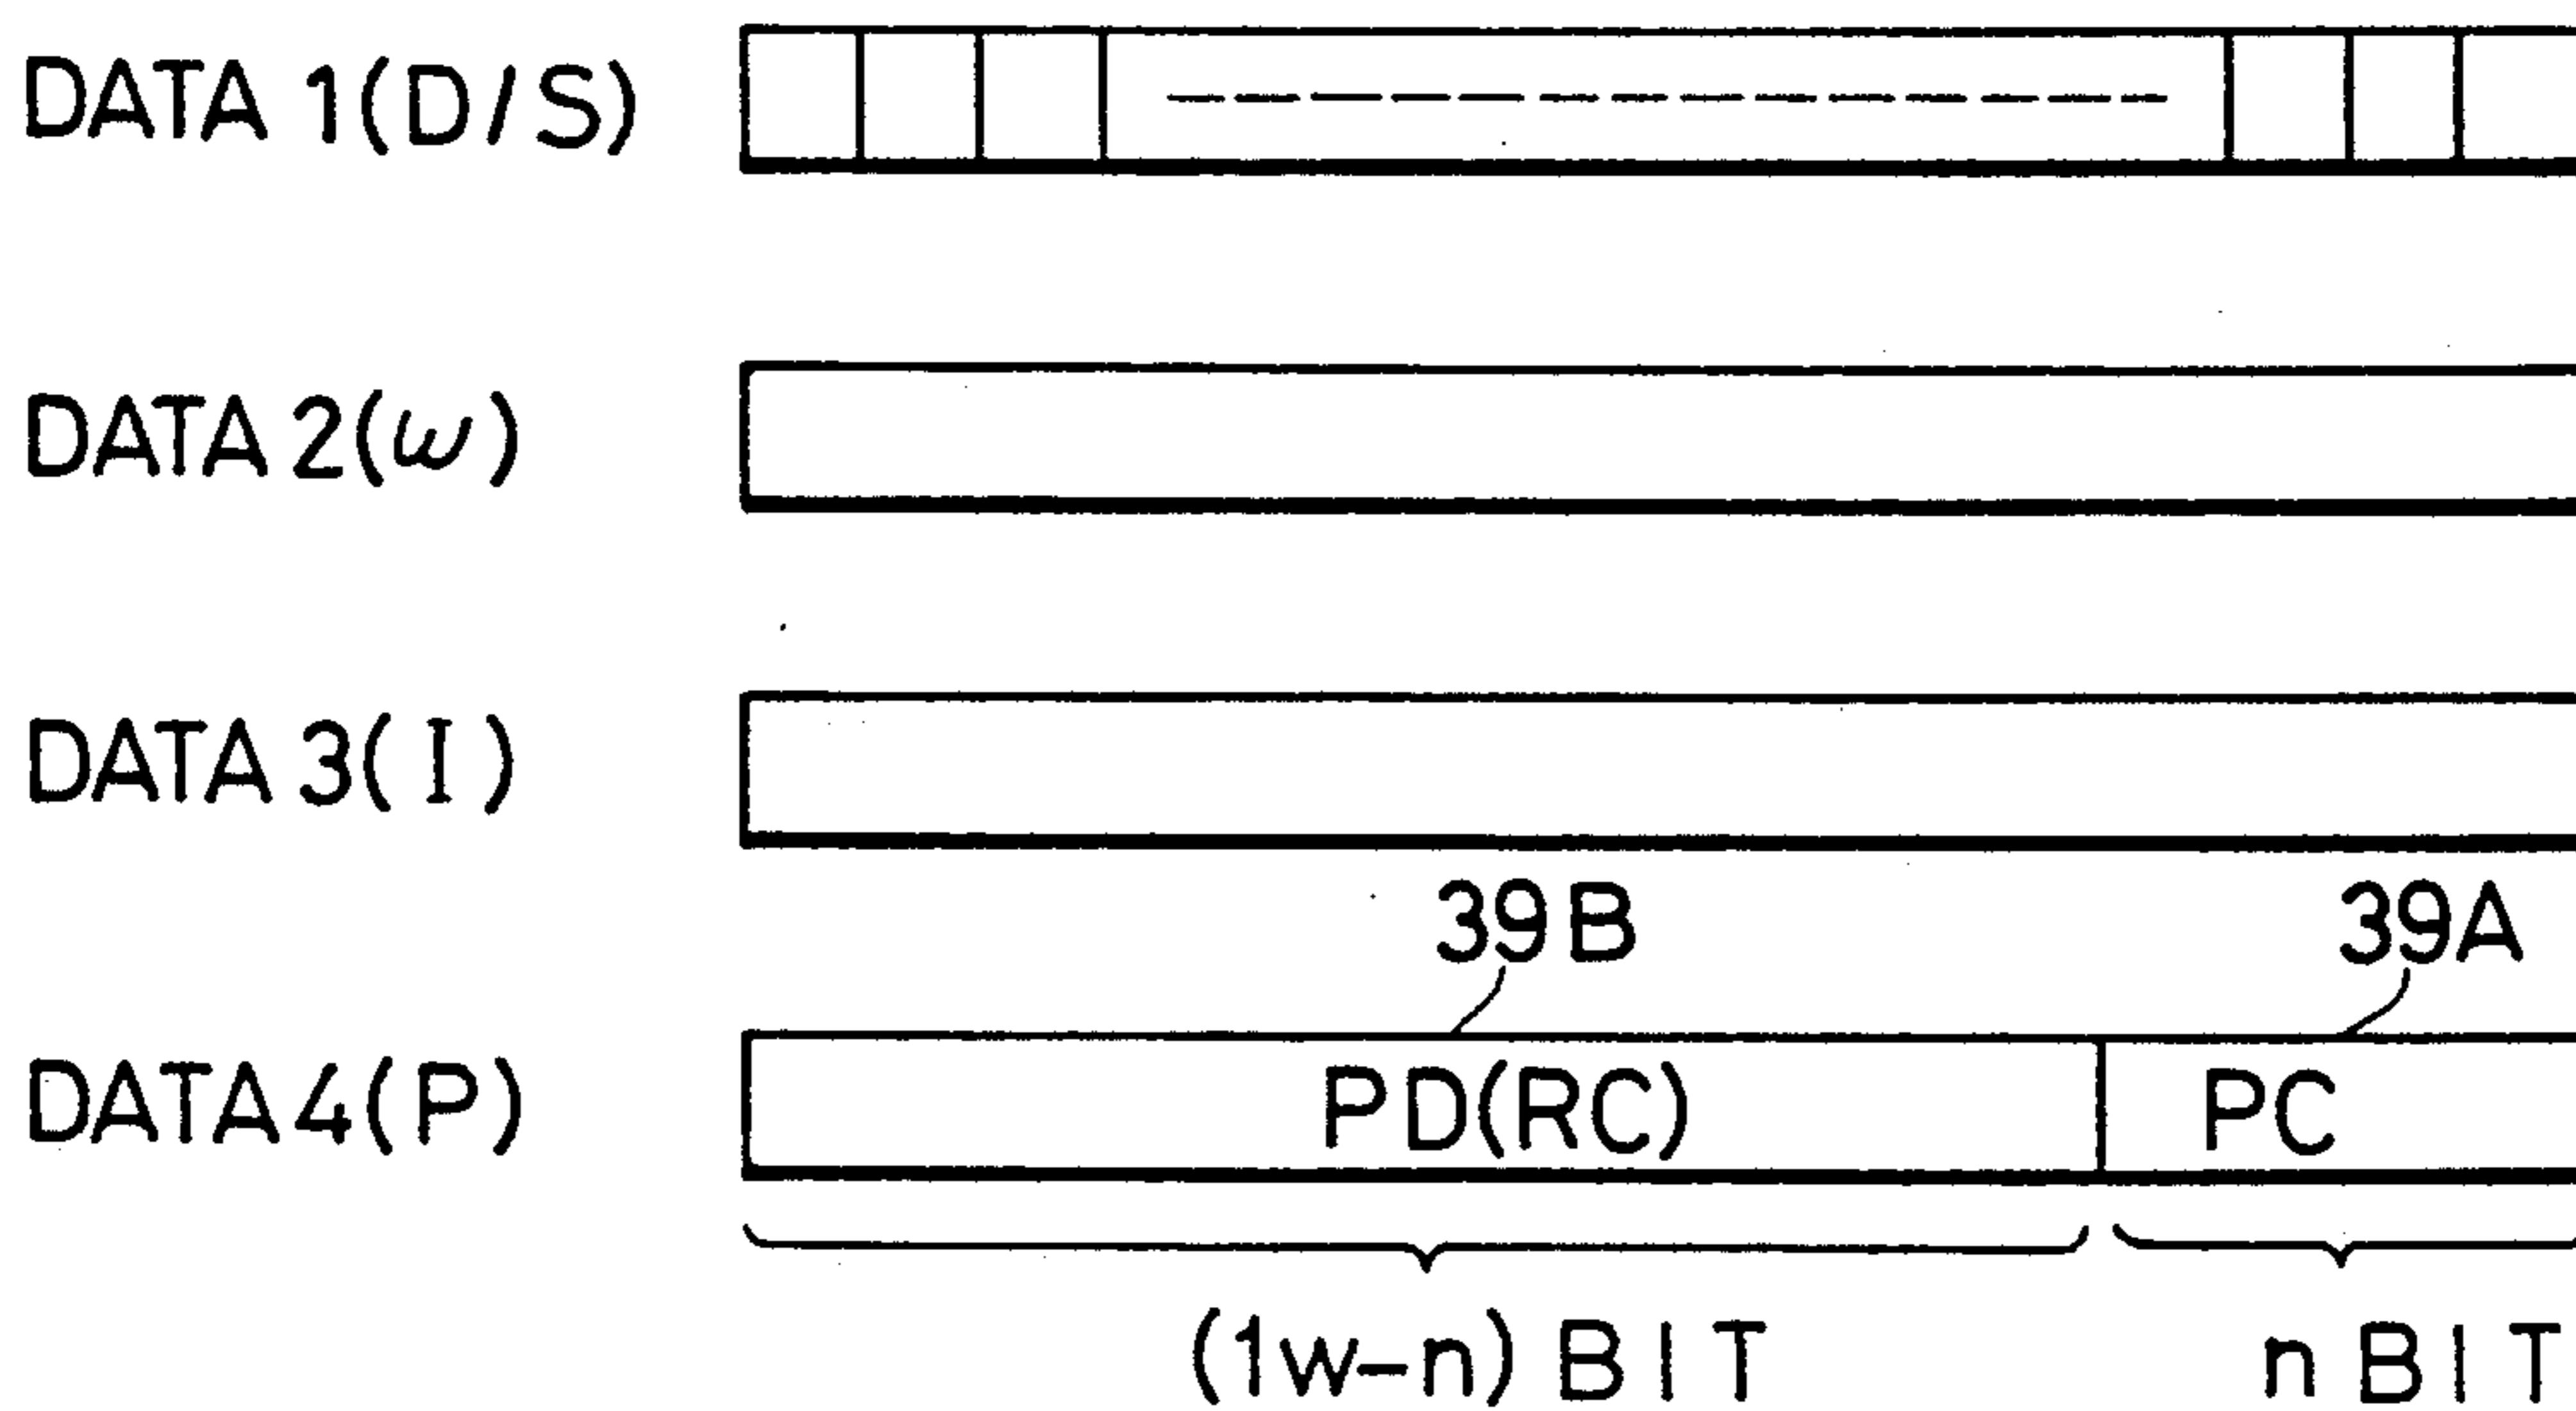 DATA 1(D/S)
DATA 2(ω)
DATA 3(I)
39B 39A
DATA4(P) PD(RC) PC
(1w-n) BIT n BIT